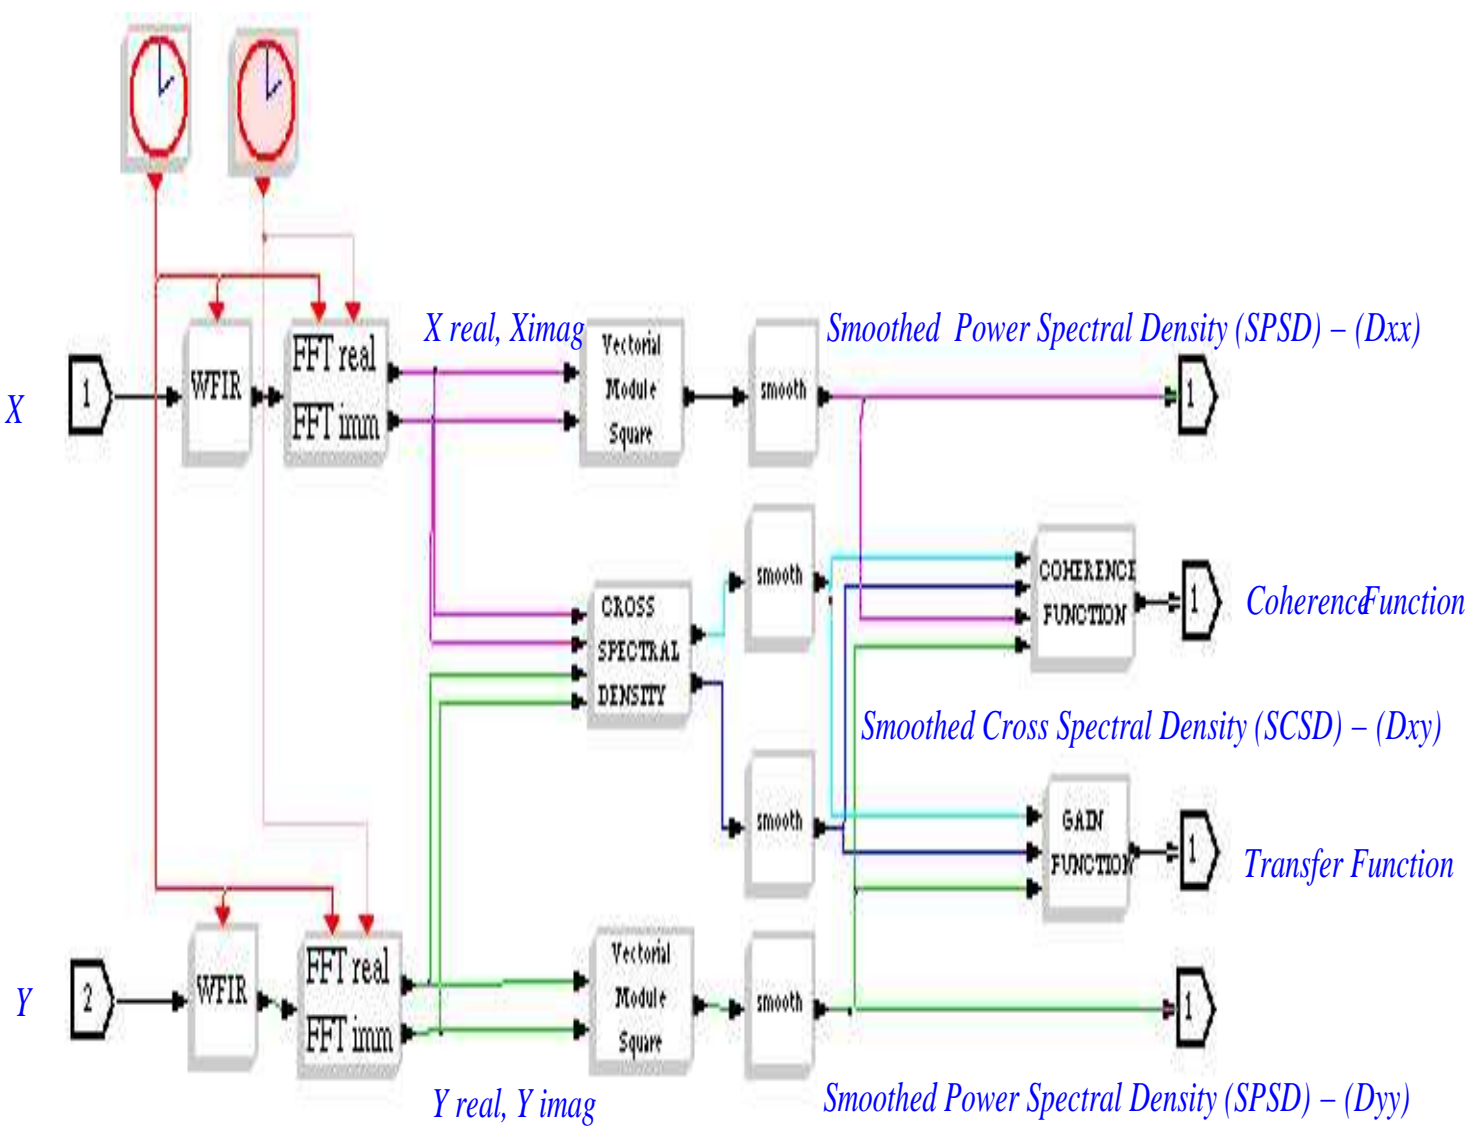 X real, Ximag
Smoothed Power Spectral Density (SPSD) – (Dxx)
X
1
WFIR
FFT real
FFT imm
Vectorial
Module
Square
smooth
1
CROSS
SPECTRAL
DENSITY
smooth
COHERENCE
FUNCTION
1
CoherenceFunction
Smoothed Cross Spectral Density (SCSD) – (Dxy)
smooth
GAIN
FUNCTION
1
Transfer Function
Y
2
WFIR
FFT real
FFT imm
Vectorial
Module
Square
smooth
1
Y real, Y imag
Smoothed Power Spectral Density (SPSD) – (Dyy)